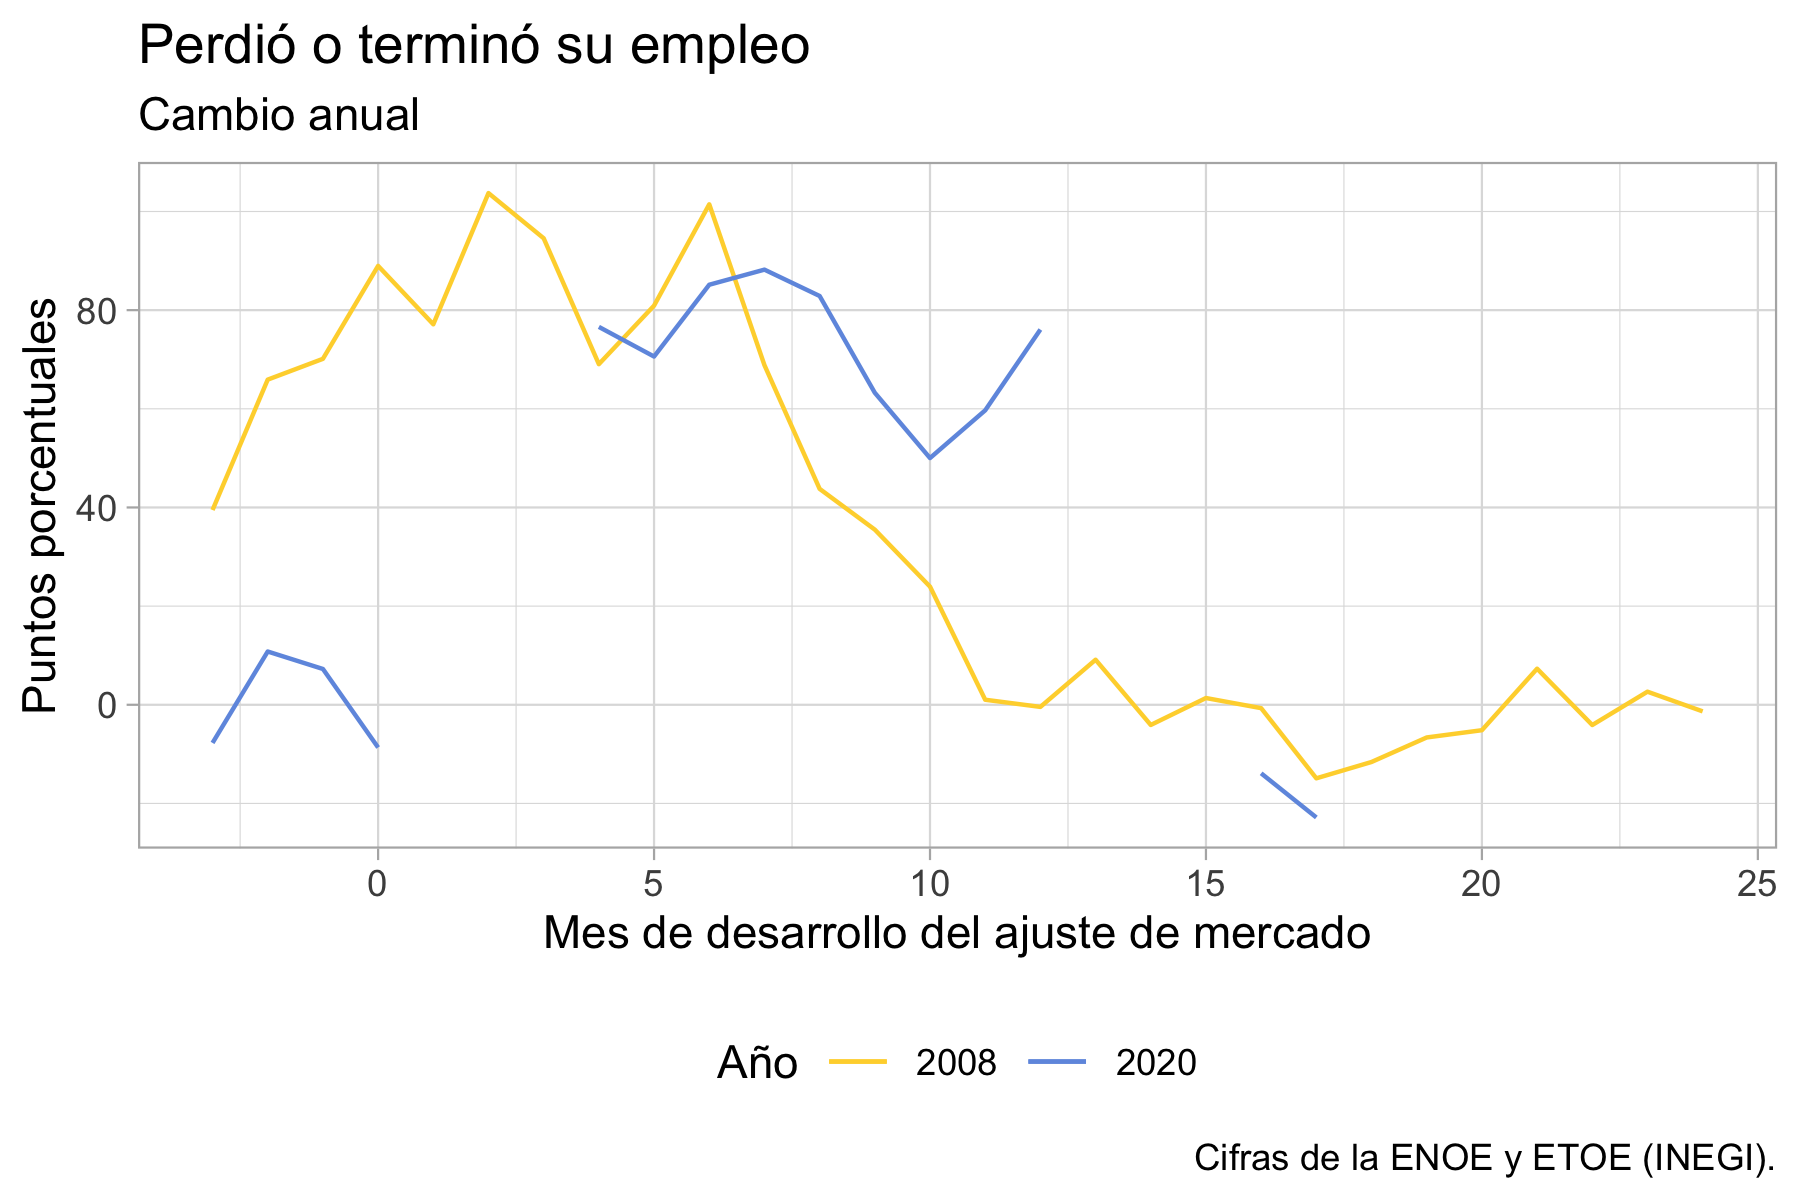 Perdió o terminó su empleo
Cambio anual
Puntos porcentuales
80
40
0
0 5 10 15 20 25
Mes de desarrollo del ajuste de mercado
Año 2008 2020
Cifras de la ENOE y ETOE (INEGI).